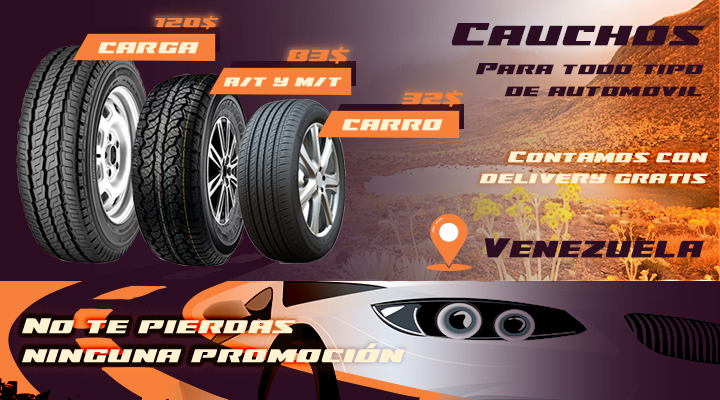 120$
CARGA
83$
A/T Y M/T
32$
CARRO
CAUCHOS
PARA TODO TIPO
DE AUTOMOVIL
CONTAMOS CON
DELIVERY GRATIS
VENEZUELA
NO TE PIERDAS
NINGUNA PROMOCIÓN